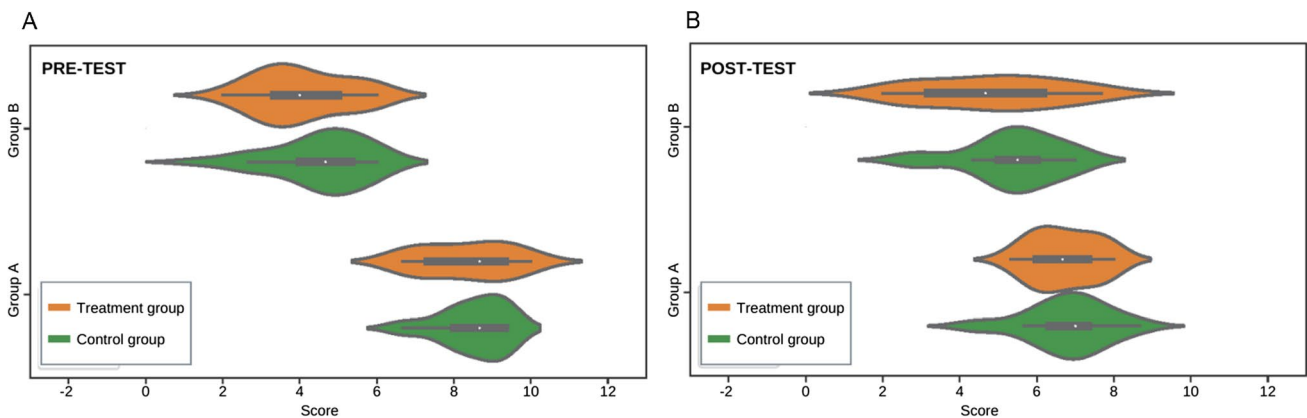 A
PRE-TEST
Group B
Group A
Treatment group
Control group
-2 0 2 4 6 8 10 12
Score
B
POST-TEST
Group B
Group A
Treatment group
Control group
-2 0 2 4 6 8 10 12
Score